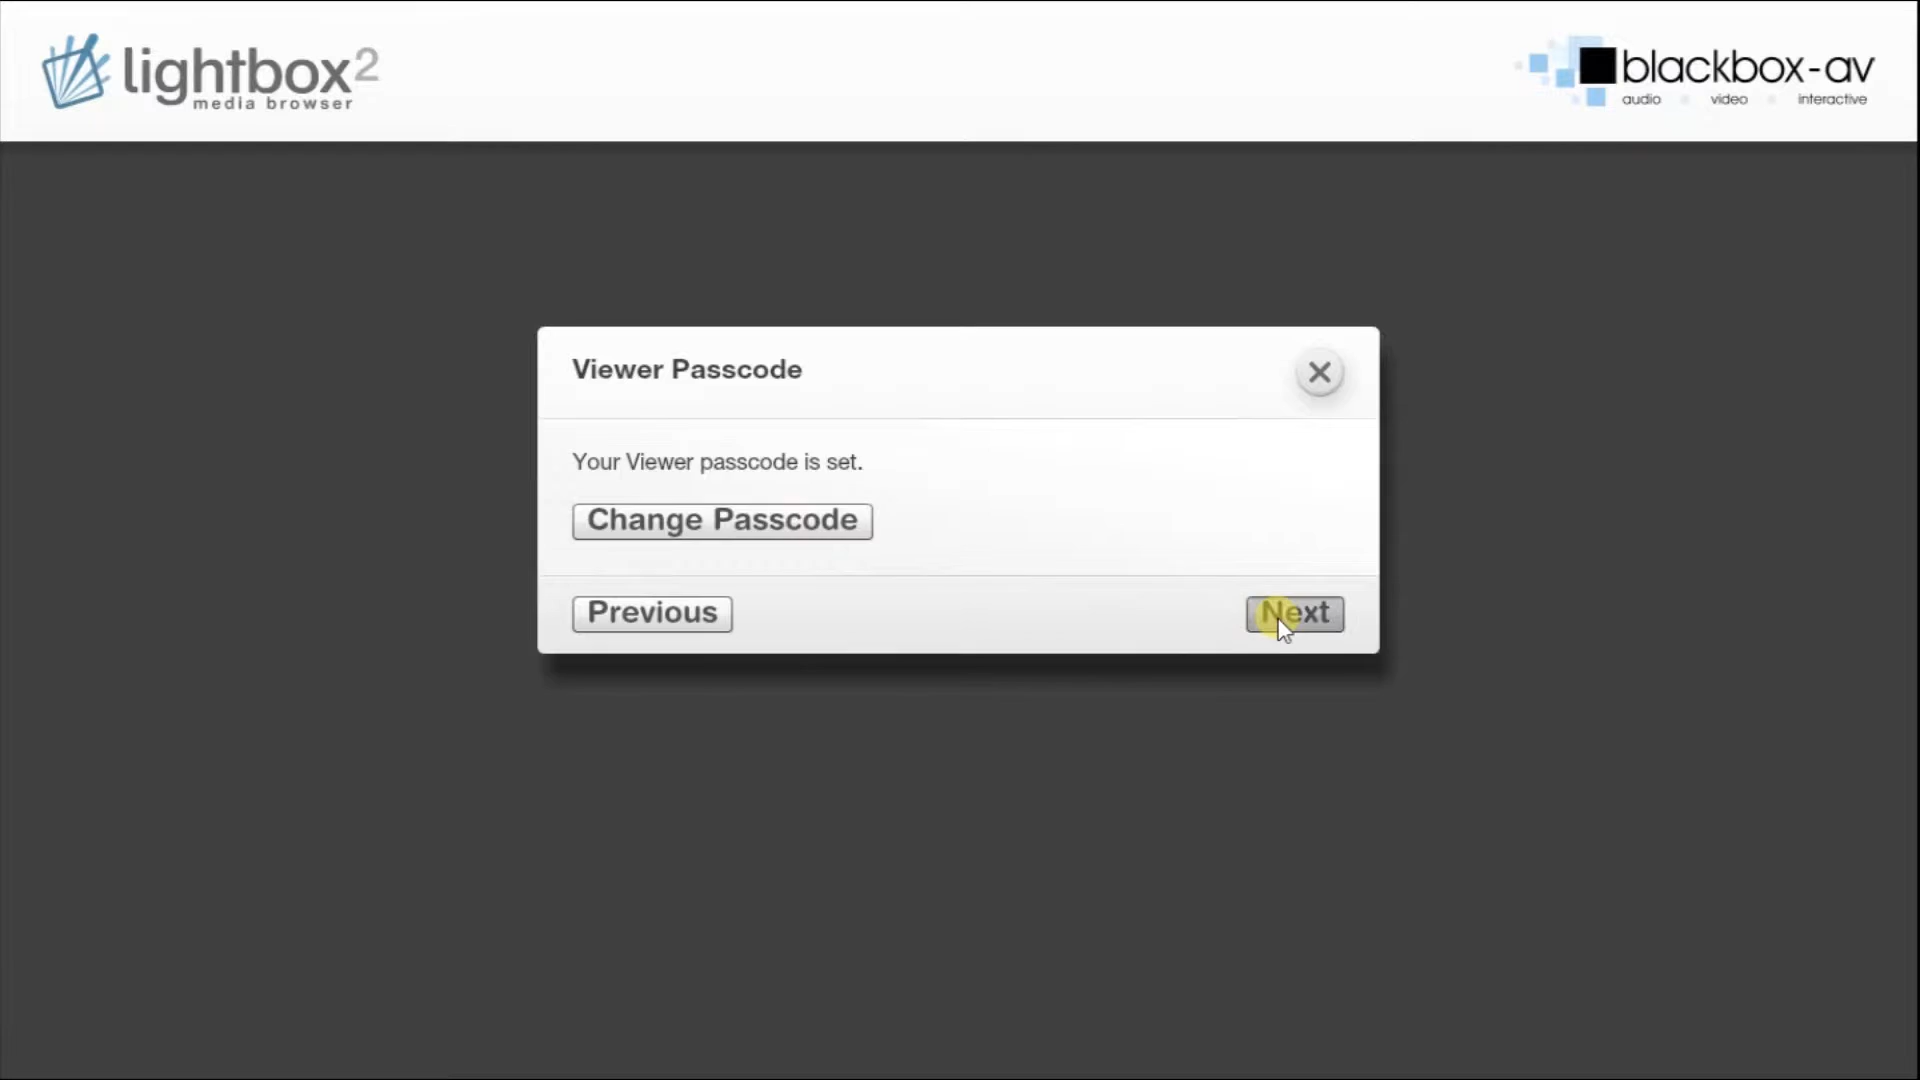 lightbox2
media browser
blackbox-av
audio video interactive
Viewer Passcode
Your Viewer passcode is set.
Change Passcode
Previous
Next